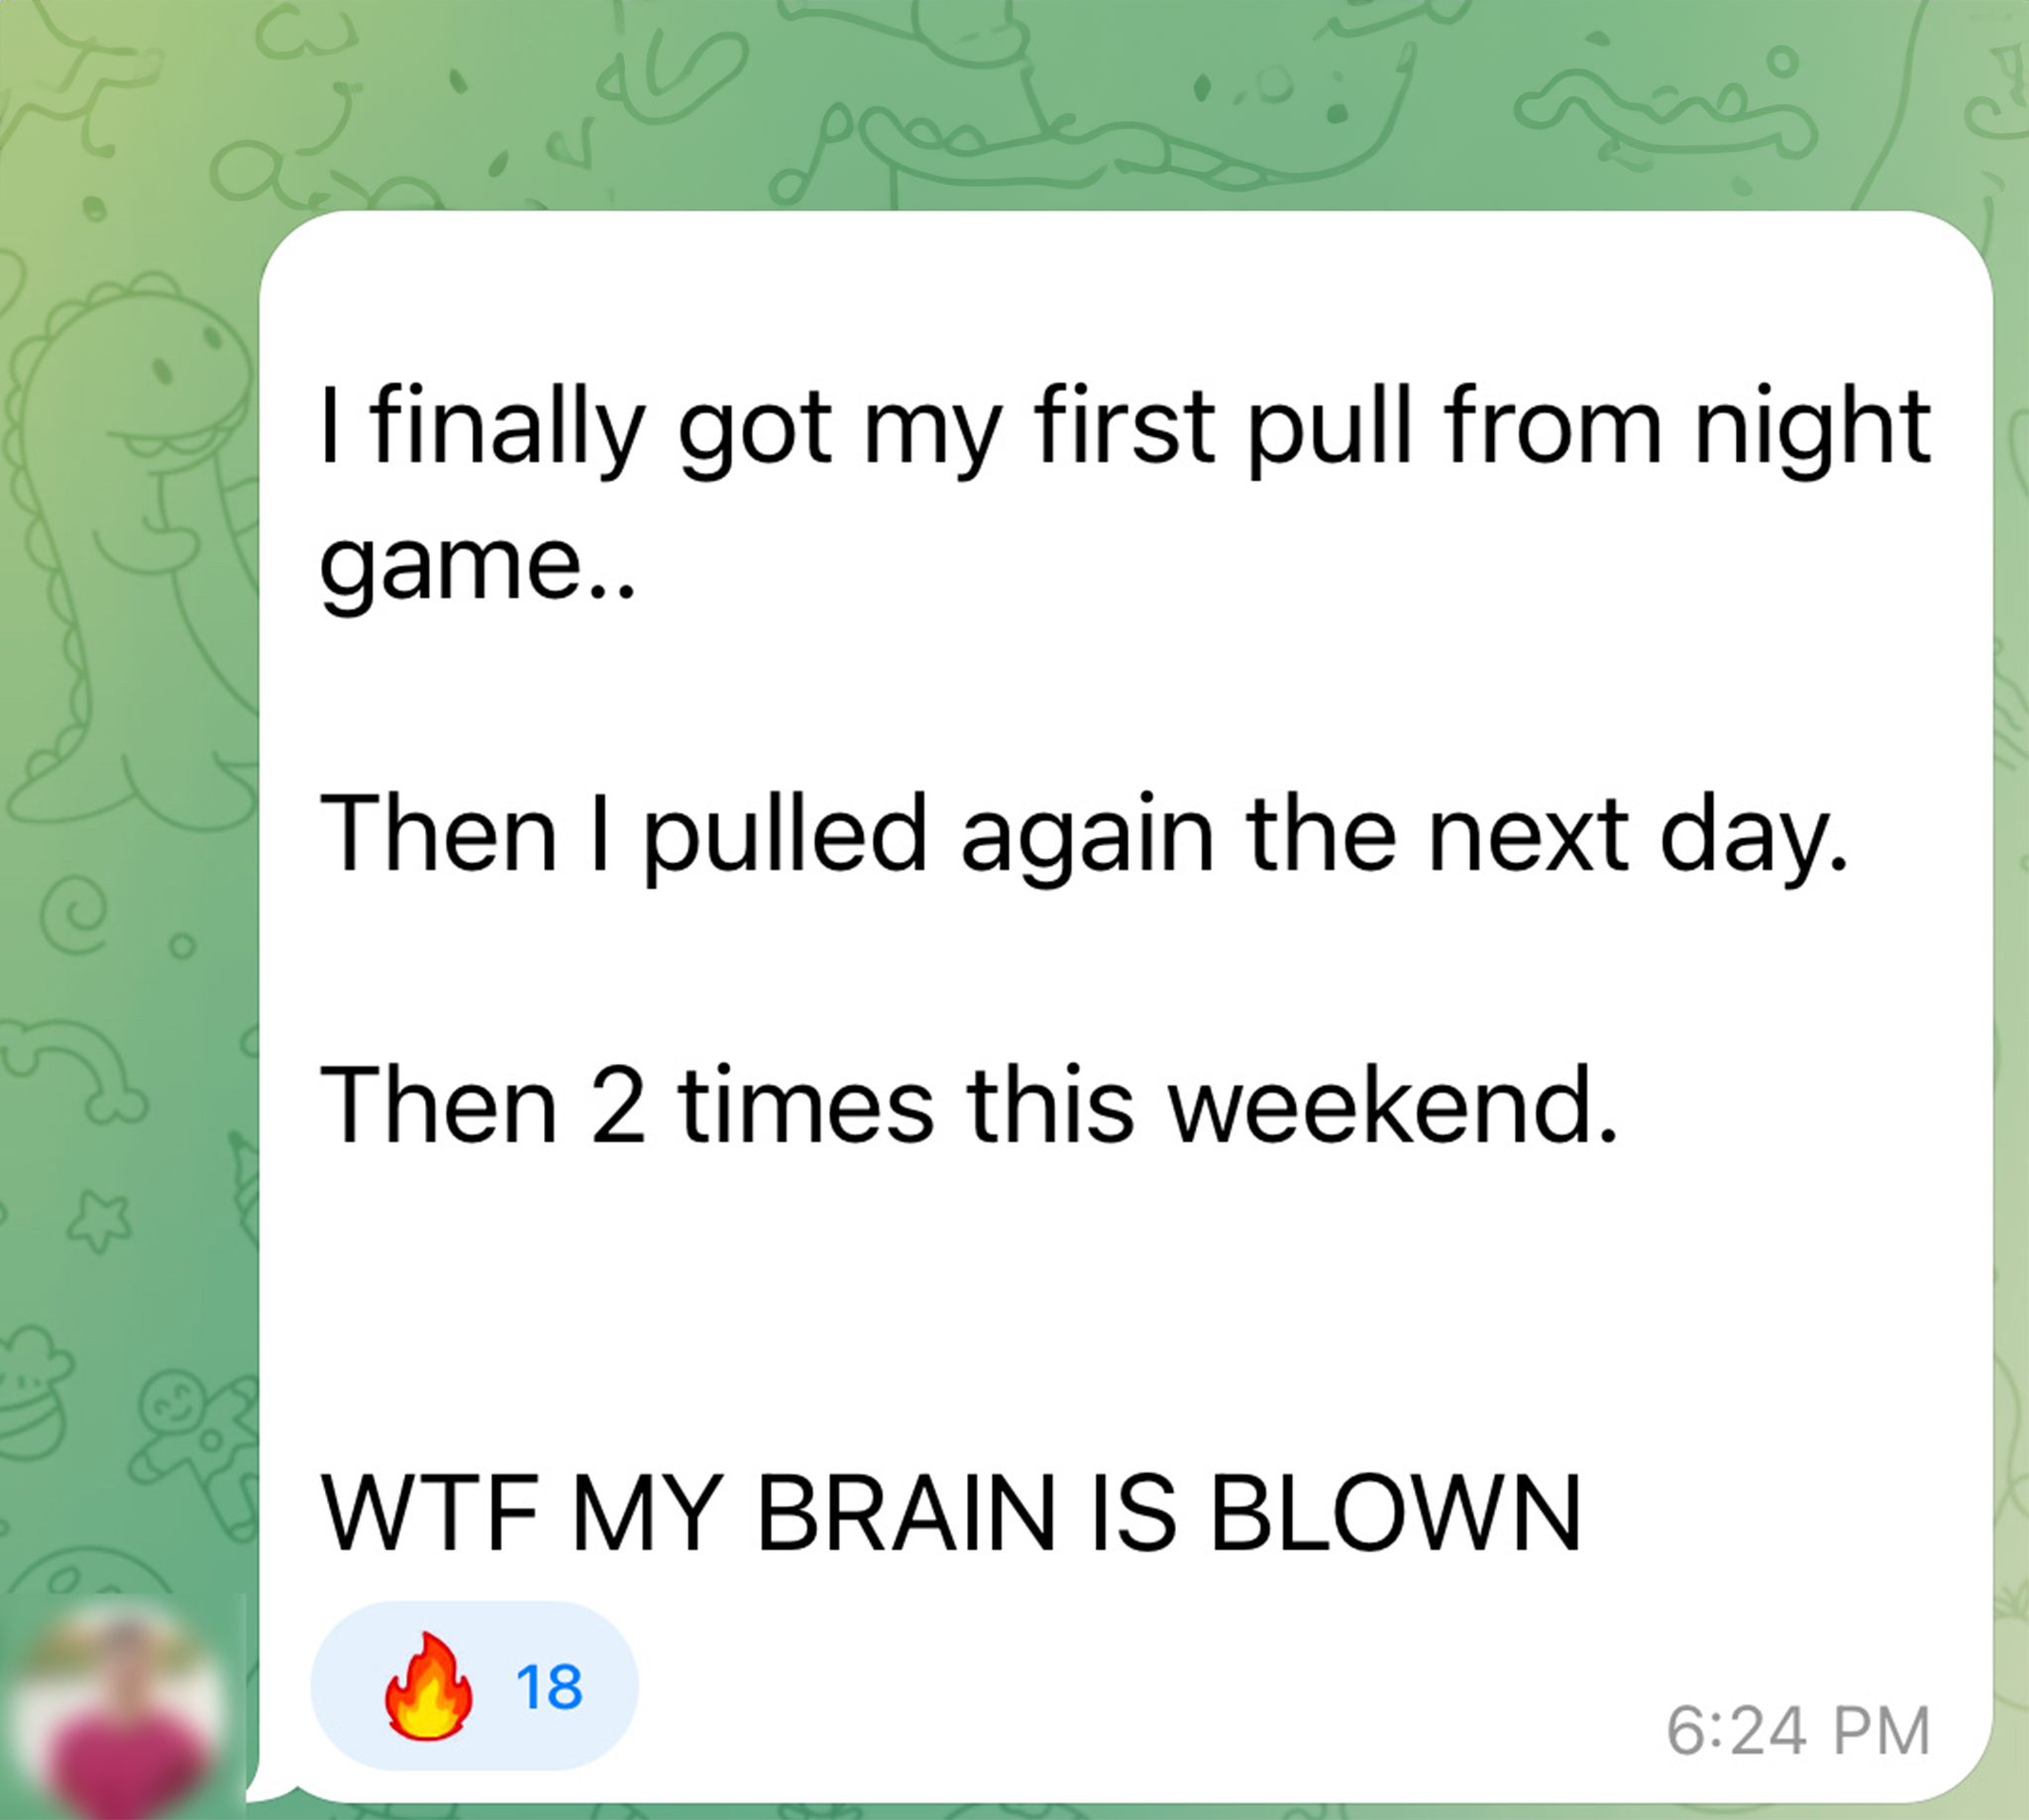 I finally got my first pull from night
game..
Then I pulled again the next day.
Then 2 times this weekend.
WTF MY BRAIN IS BLOWN
🔥 18
6:24 PM